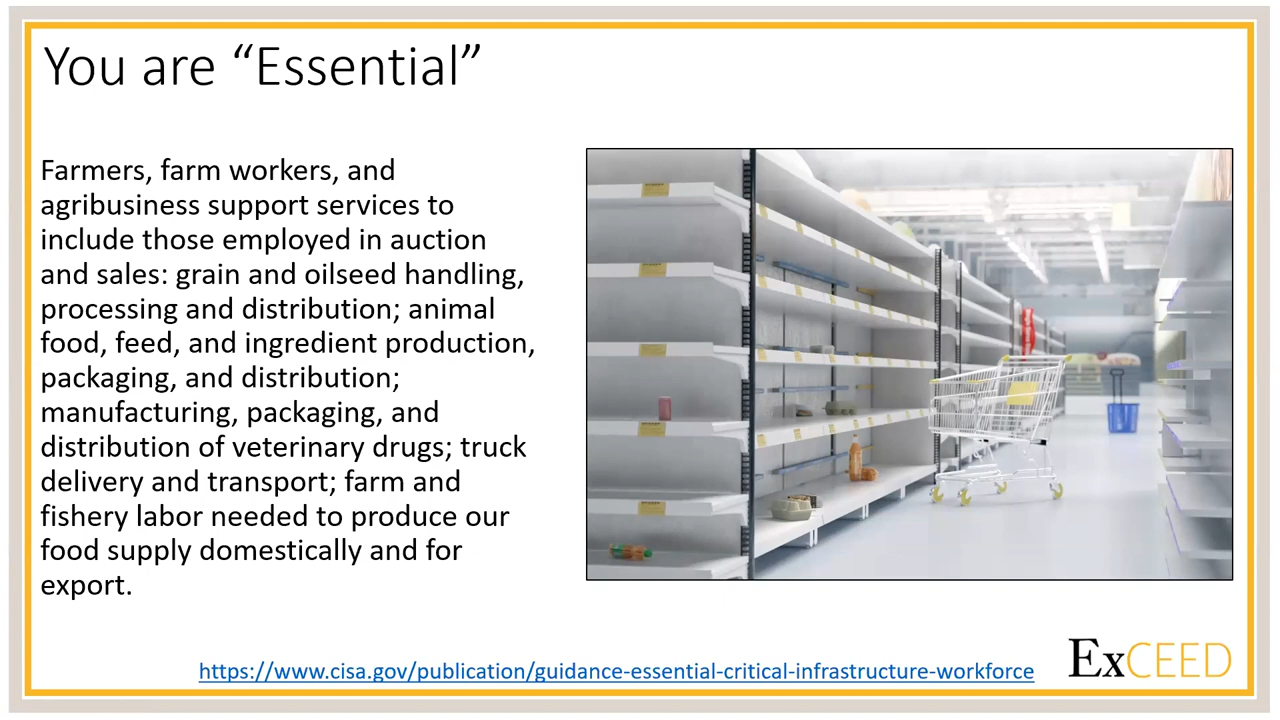 You are “Essential”
Farmers, farm workers, and
agribusiness support services to
include those employed in auction
and sales: grain and oilseed handling,
processing and distribution; animal
food, feed, and ingredient production,
packaging, and distribution;
manufacturing, packaging, and
distribution of veterinary drugs; truck
delivery and transport; farm and
fishery labor needed to produce our
food supply domestically and for
export.
https://www.cisa.gov/publication/guidance-essential-critical-infrastructure-workforce
ExCEED